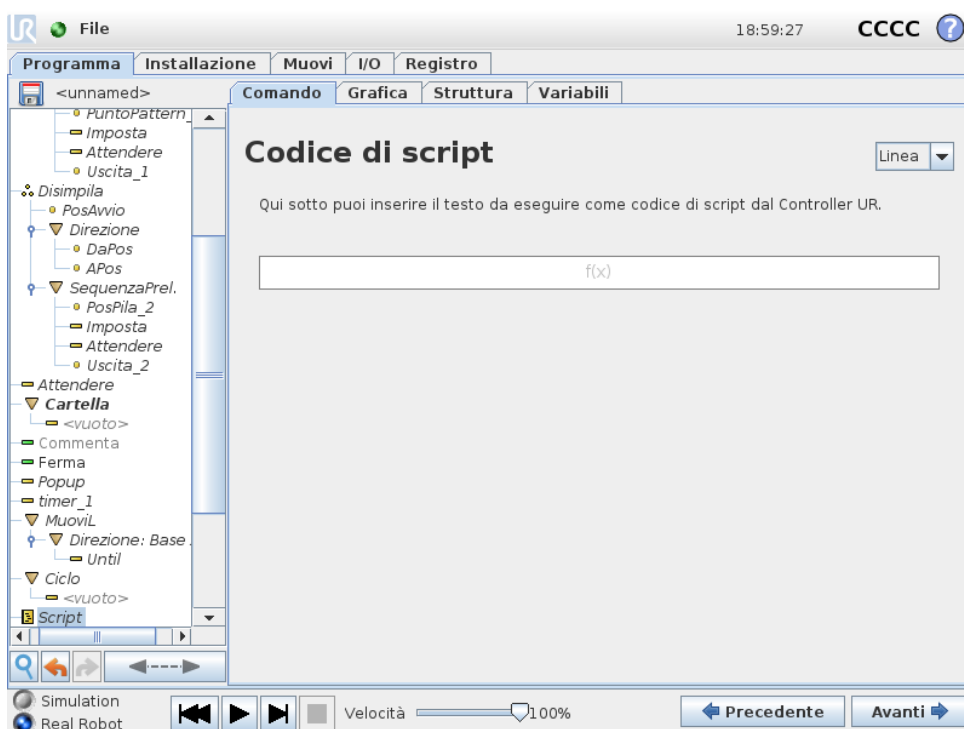 UR File 18:59:27 CCCC ?
Programma Installazione Muovi I/O Registro
<unnamed>
Comando Grafica Struttura Variabili
PuntoPattern_
Imposta
Attendere
Uscita_1
Disimpila
PosAvvio
Direzione
DaPos
APos
SequenzaPrel.
PosPila_2
Imposta
Attendere
Uscita_2
Attendere
Cartella
<vuoto>
Commenta
Ferma
Popup
timer_1
MuoviL
Direzione: Base
Until
Ciclo
<vuoto>
Script
Codice di script
Linea
Qui sotto puoi inserire il testo da eseguire come codice di script dal Controller UR.
f(x)
Simulation
Real Robot
Velocità 100%
Precedente Avanti